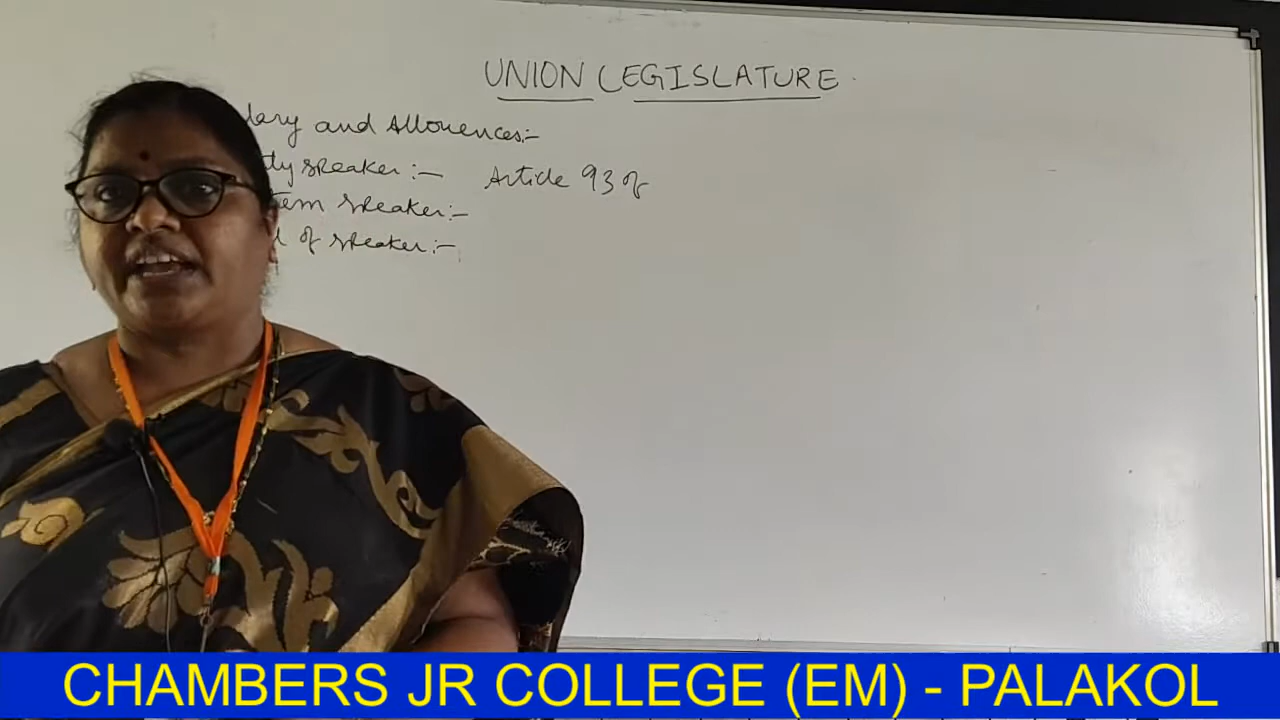 UNION LEGISLATURE
lary and Allowences:-
ty speaker :- Article 93 of
tem speaker:-
of speaker:-
CHAMBERS JR COLLEGE (EM) - PALAKOL